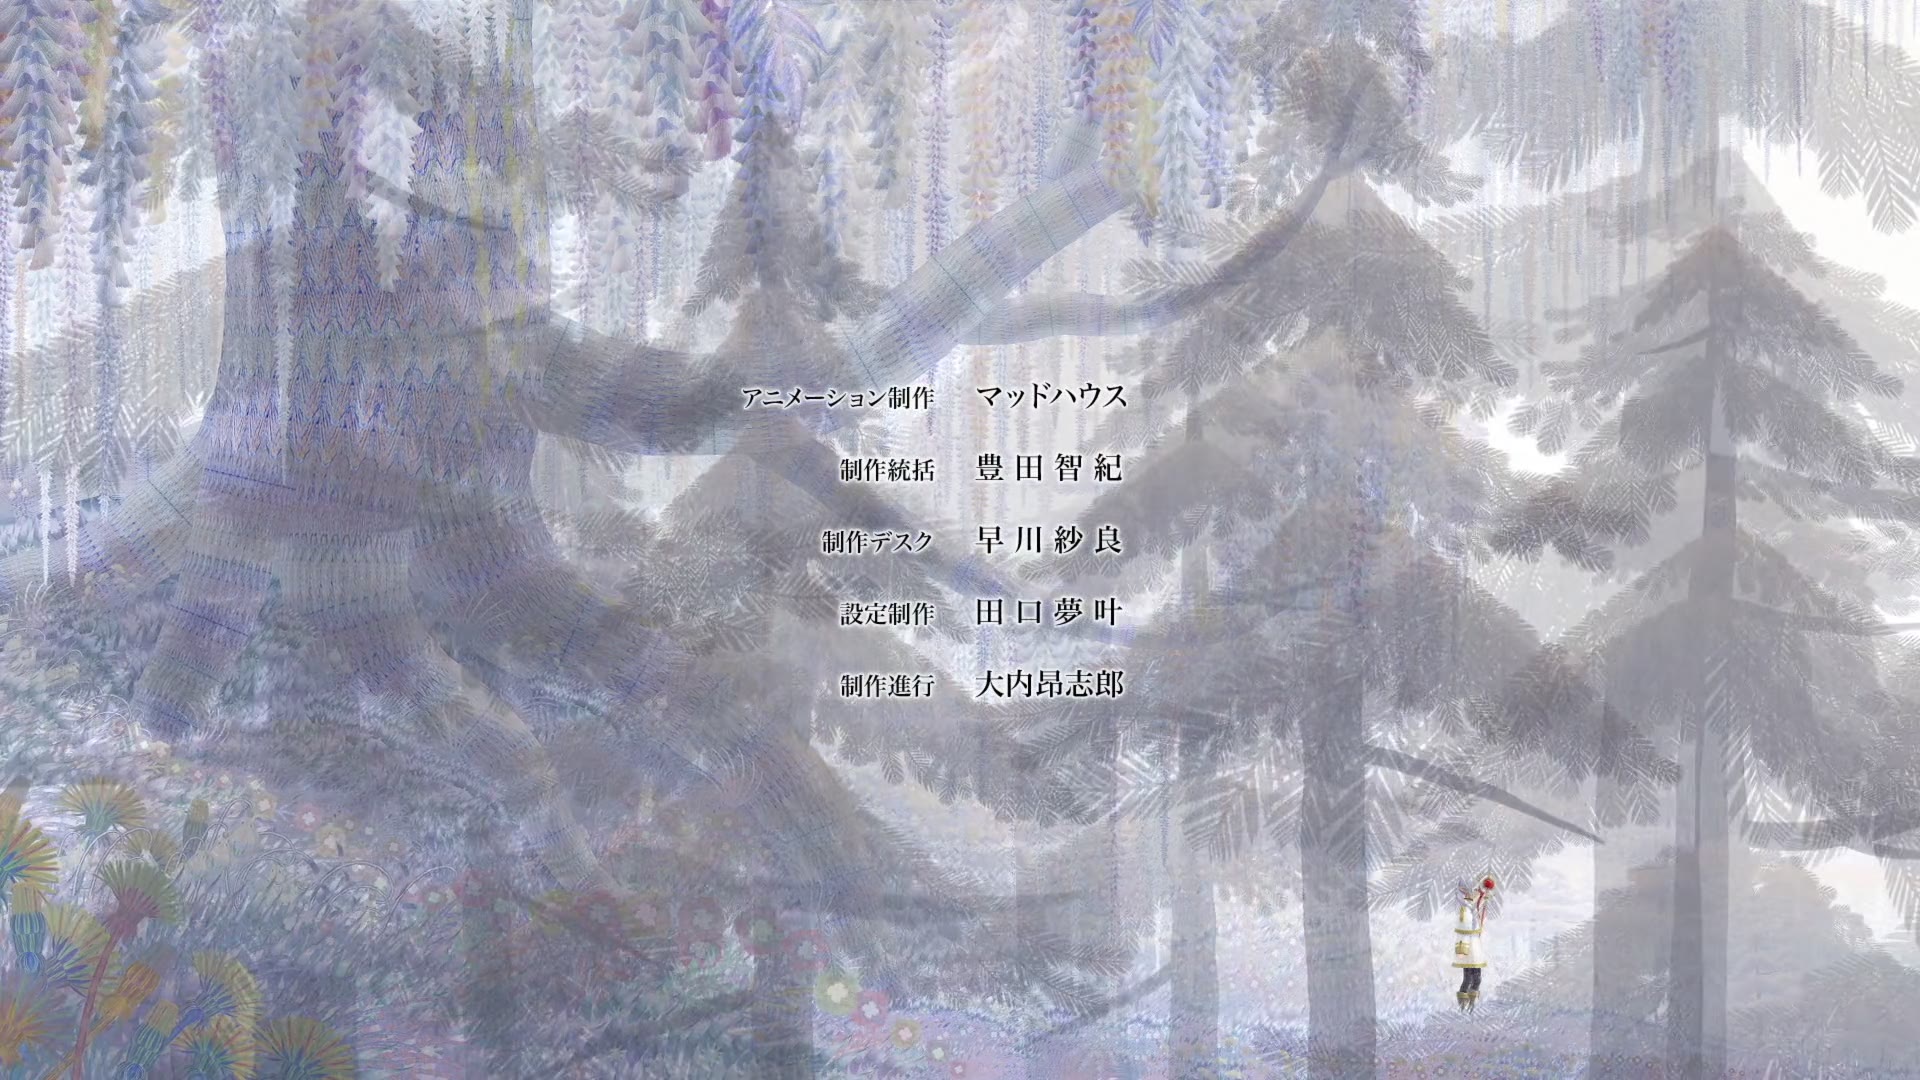 アニメーション制作 マッドハウス
制作統括 豊田智紀
制作デスク 早川紗良
設定制作 田口夢叶
制作進行 大内昂志郎